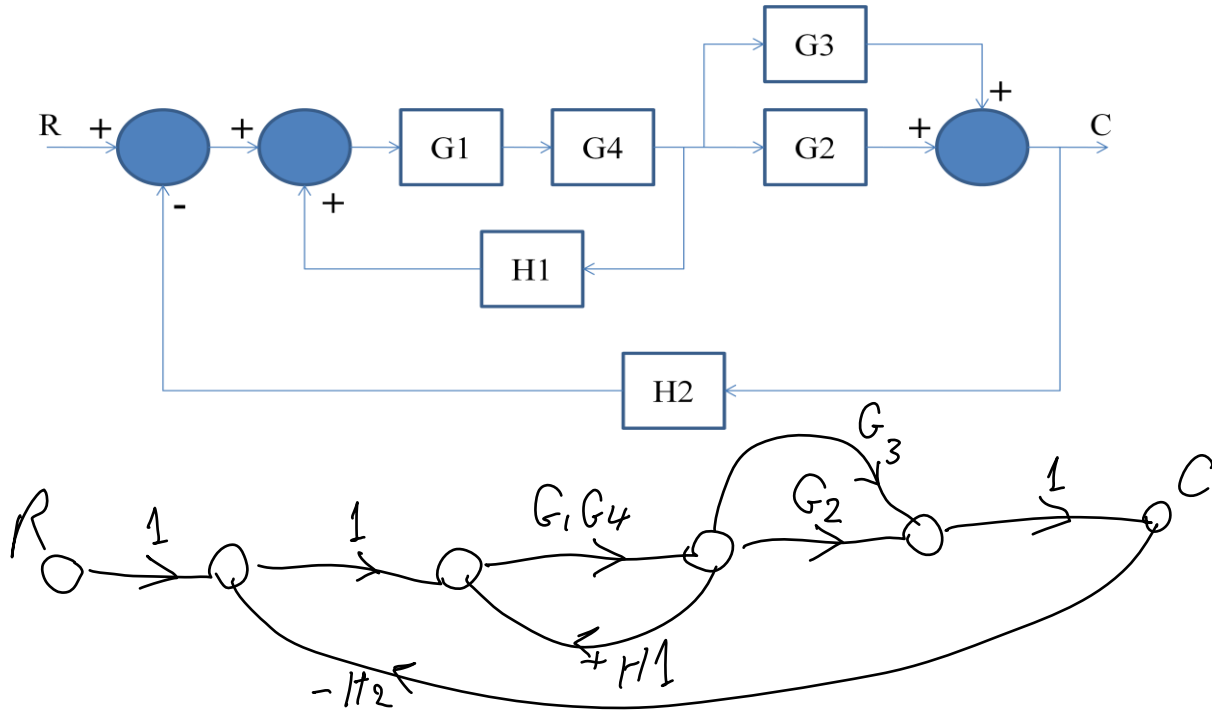 G3
R + + G1 G4 + G2 + C
- +
H1
H2
G3
R 1 1 G1G4 G2 1 C
+H1
-H2